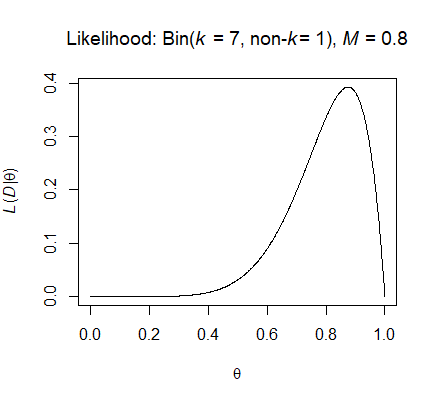 Likelihood: Bin(k = 7, non-k= 1), M = 0.8
L(D|θ)
0.4
0.3
0.2
0.1
0.0
0.0 0.2 0.4 0.6 0.8 1.0
θ